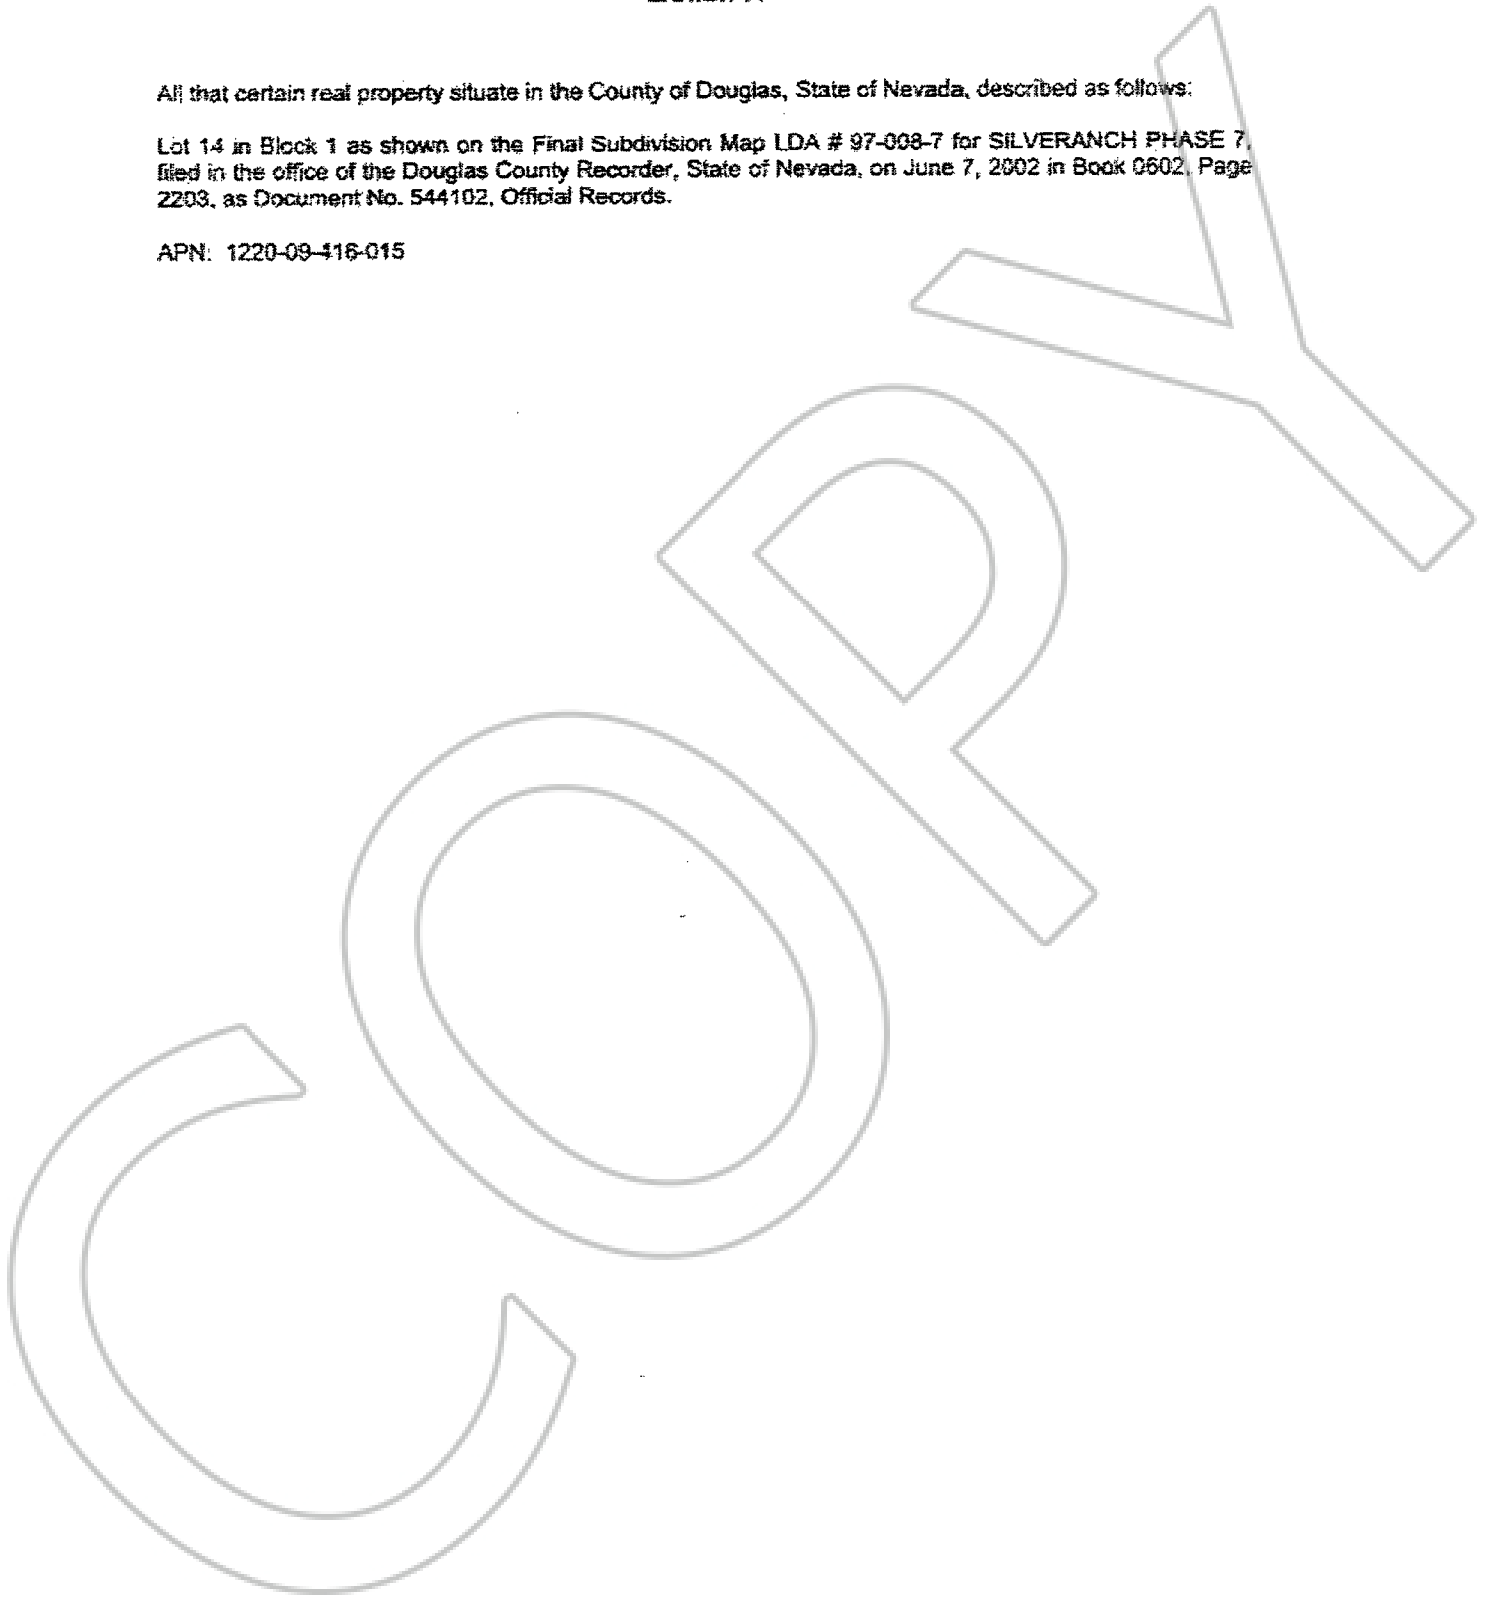 All that certain real property situate in the County of Douglas, State of Nevada, described as follows:
Lot 14 in Block 1 as shown on the Final Subdivision Map LDA # 97-008-7 for SILVERANCH PHASE 7,
filed in the office of the Douglas County Recorder, State of Nevada, on June 7, 2002 in Book 0602, Page
2203, as Document No. 544102, Official Records.
APN: 1220-09-416-015
COPY